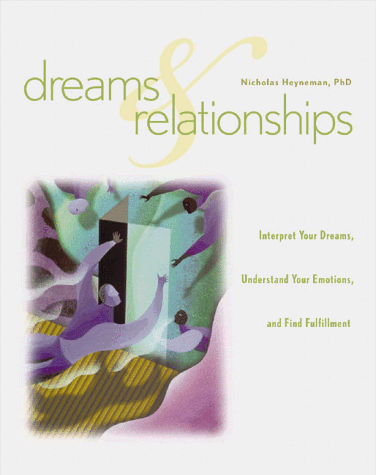 dreams &
Nicholas Heyneman, PhD
relationships
Interpret Your Dreams,
Understand Your Emotions,
and Find Fulfillment